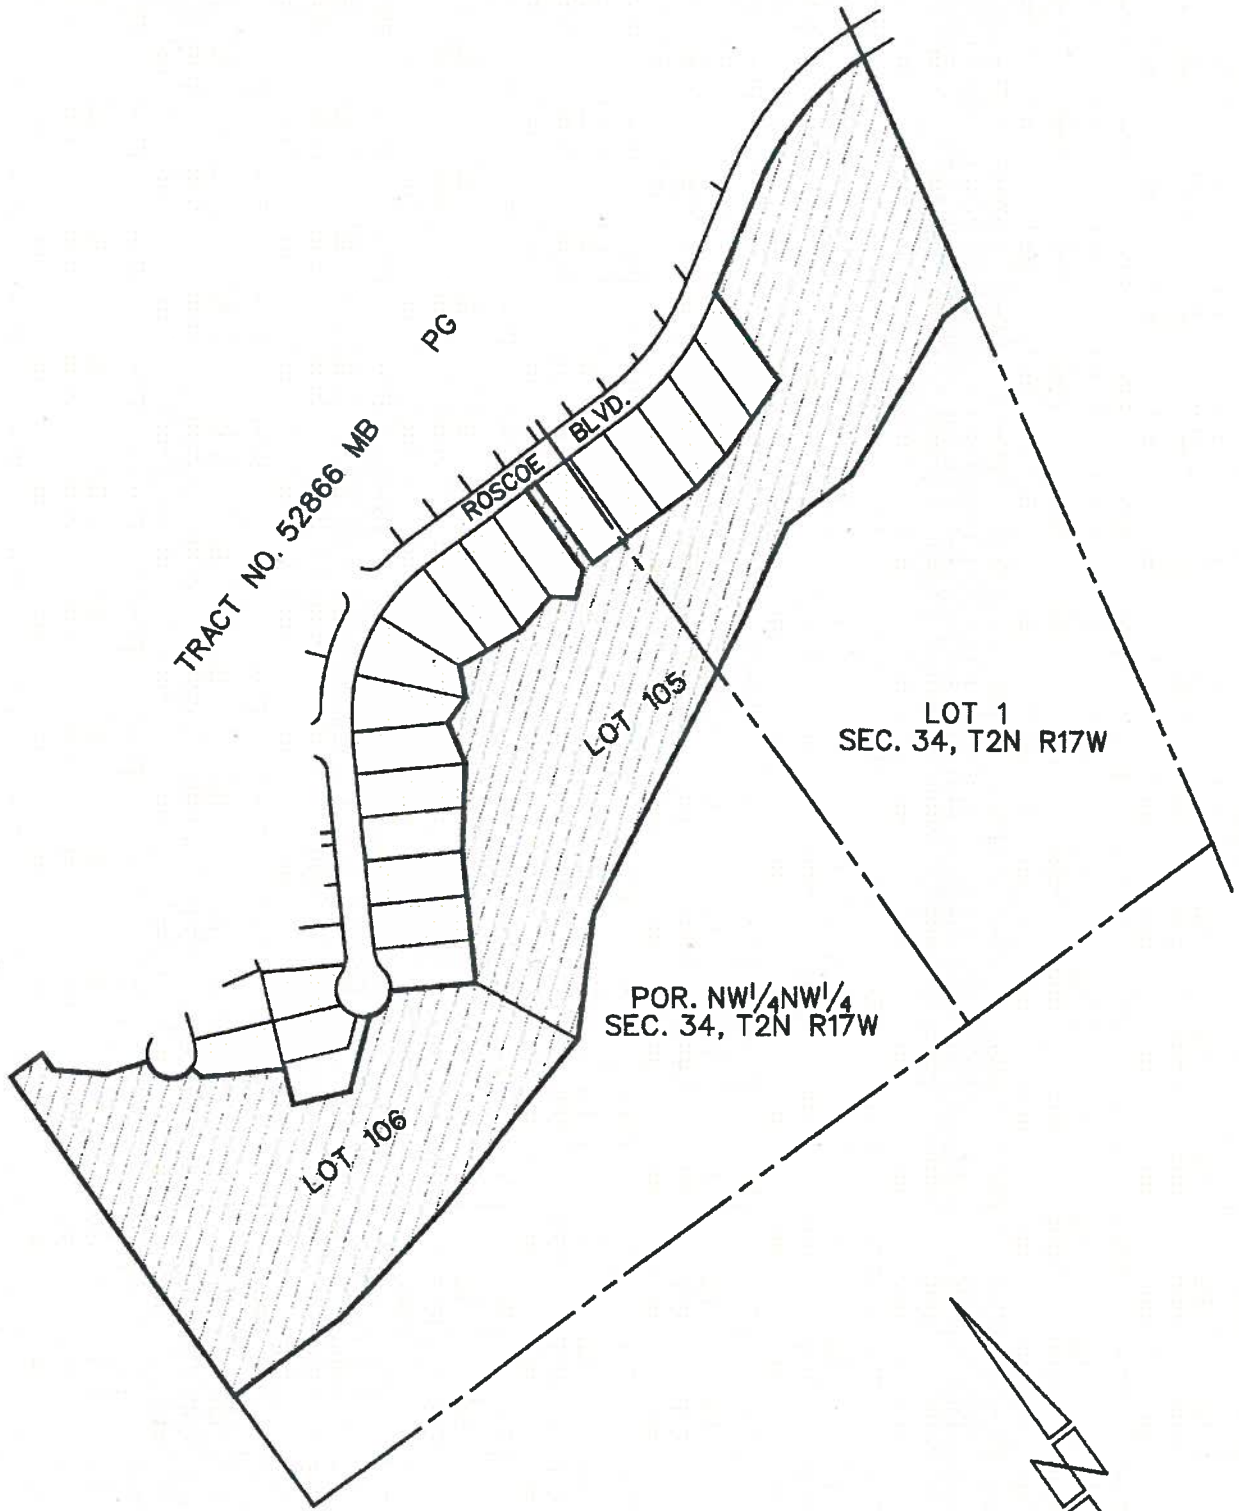 PG
TRACT NO. 52866 MB
ROSCOE BLVD.
LOT 105
LOT 1
SEC. 34, T2N R17W
POR. NW1/4NW1/4
SEC. 34, T2N R17W
LOT 106
N